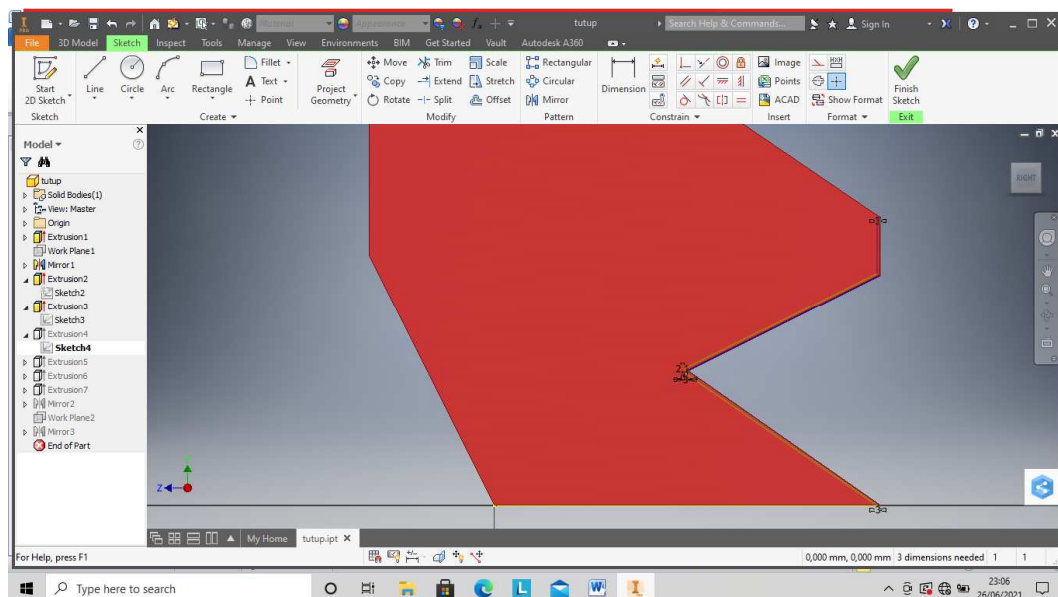 tutup
Search Help & Commands...
Sign In
File 3D Model Sketch Inspect Tools Manage View Environments BIM Get Started Vault Autodesk A360
Start 2D Sketch
Line
Circle
Arc
Rectangle
Fillet
Text
Point
Project Geometry
Move
Copy
Rotate
Trim
Extend
Split
Scale
Stretch
Offset
Rectangular
Circular
Mirror
Dimension
Image
Points
ACAD
Show Format
Finish Sketch
Sketch Create Modify Pattern Constrain Insert Format Exit
Model
tutup
Solid Bodies(1)
View: Master
Origin
Extrusion1
Work Plane1
Mirror1
Extrusion2
Sketch2
Extrusion3
Sketch3
Extrusion4
Sketch4
Extrusion5
Extrusion6
Extrusion7
Mirror2
Work Plane2
Mirror3
End of Part
RIGHT
Z
My Home tutup.ipt
For Help, press F1
0,000 mm, 0,000 mm 3 dimensions needed 1 1
Type here to search
23:06
26/06/2021